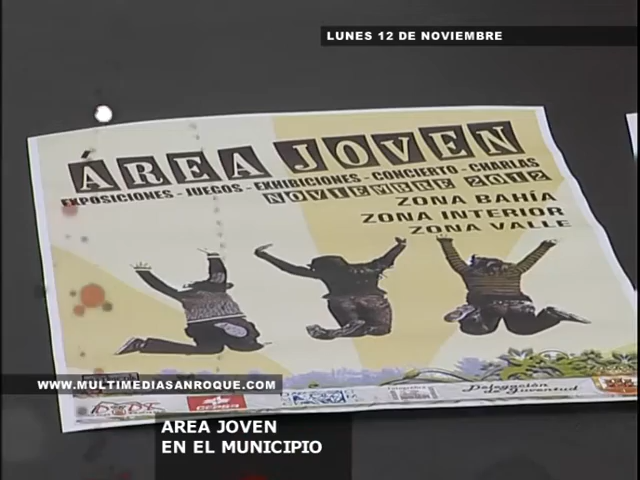 LUNES 12 DE NOVIEMBRE
ÁREA JOVEN
EXPOSICIONES - JUEGOS - EXHIBICIONES - CONCIERTO - CHARLAS
NOVIEMBRE 2012
ZONA BAHÍA
ZONA INTERIOR
ZONA VALLE
WWW.MULTIMEDIASANROQUE.COM
CEPSA
Delegación de Juventud
AREA JOVEN
EN EL MUNICIPIO